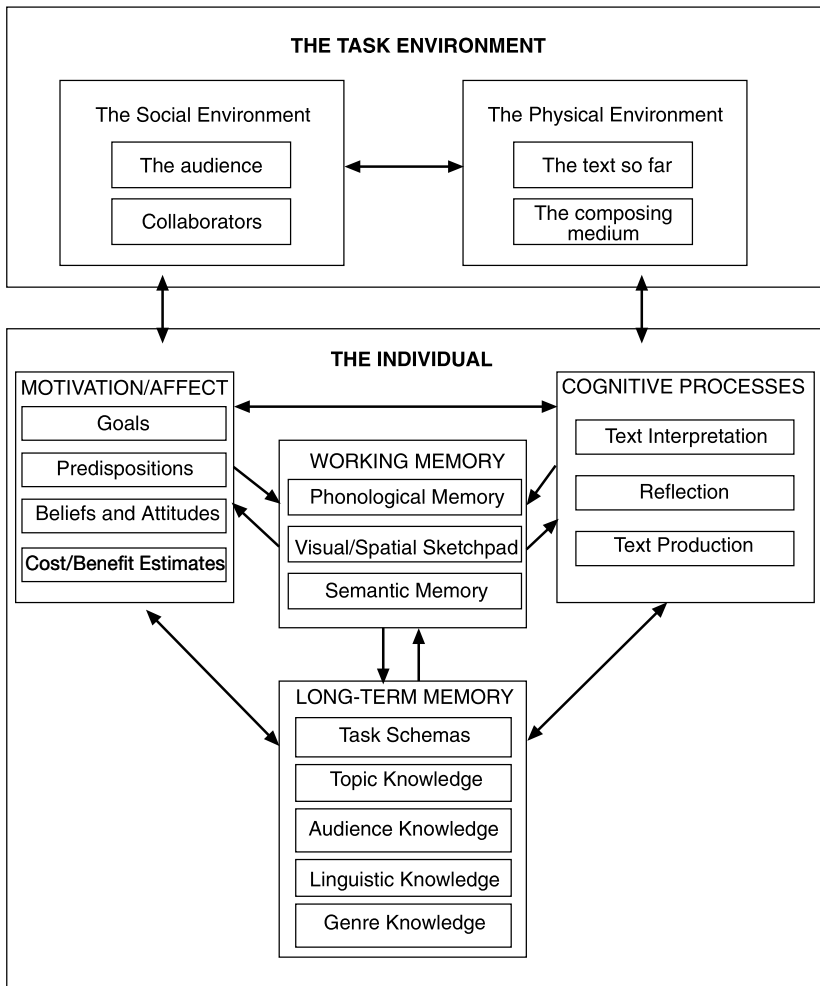 THE TASK ENVIRONMENT
The Social Environment
The audience
Collaborators
The Physical Environment
The text so far
The composing
medium
THE INDIVIDUAL
MOTIVATION/AFFECT
Goals
Predispositions
Beliefs and Attitudes
Cost/Benefit Estimates
WORKING MEMORY
Phonological Memory
Visual/Spatial Sketchpad
Semantic Memory
COGNITIVE PROCESSES
Text Interpretation
Reflection
Text Production
LONG-TERM MEMORY
Task Schemas
Topic Knowledge
Audience Knowledge
Linguistic Knowledge
Genre Knowledge